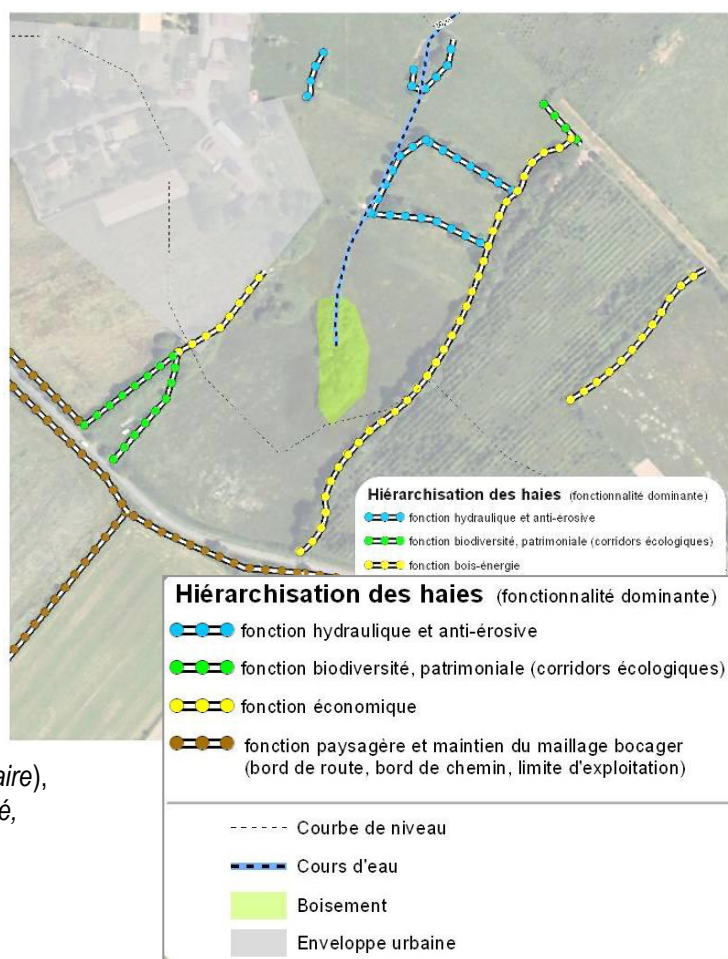 Hiérarchisation des haies (fonctionnalité dominante)
fonction hydraulique et anti-érosive
fonction biodiversité, patrimoniale (corridors écologiques)
fonction bois-énergie
Hiérarchisation des haies (fonctionnalité dominante)
fonction hydraulique et anti-érosive
fonction biodiversité, patrimoniale (corridors écologiques)
fonction économique
fonction paysagère et maintien du maillage bocager
(bord de route, bord de chemin, limite d'exploitation)
aire),
é,
Courbe de niveau
Cours d'eau
Boisement
Enveloppe urbaine